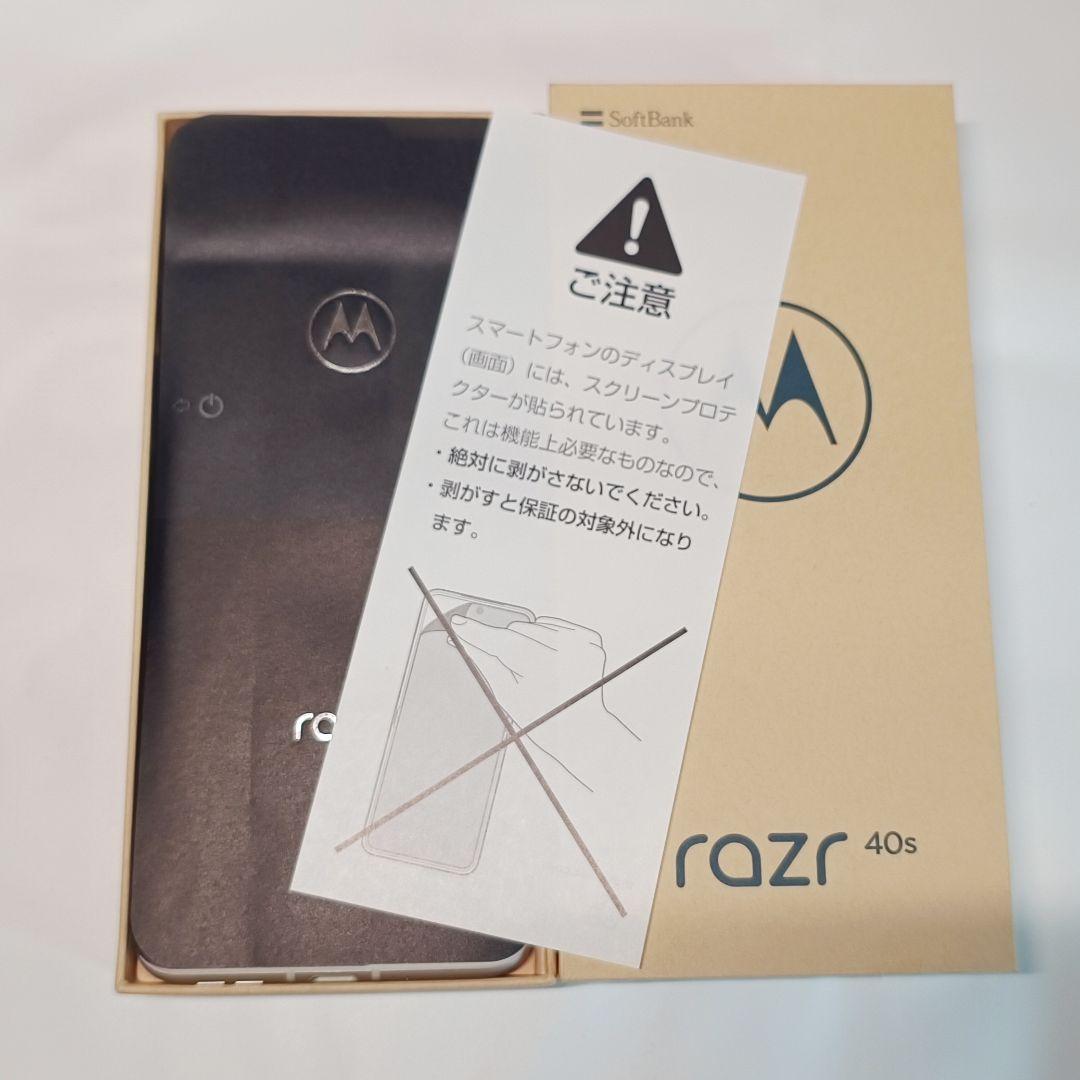 SoftBank
ご注意
スマートフォンのディスプレイ
（画面）には、スクリーンプロテ
クターが貼られています。
これは機能上必要なものなので、
・絶対に剥がさないでください。
・剥がすと保証の対象外になり
ます。
ra
razr 40s